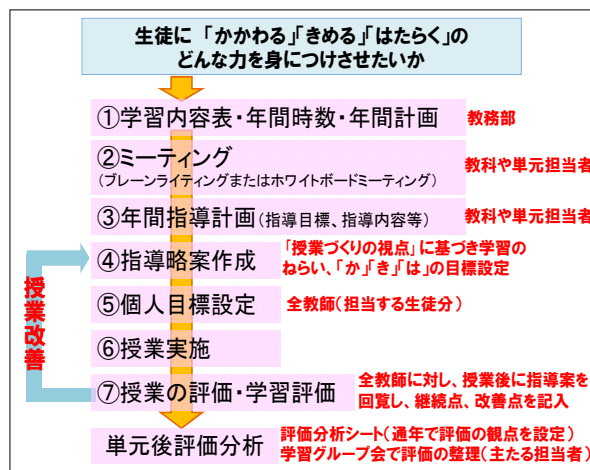 生徒に「かかわる」「きめる」「はたらく」の
どんな力を身につけさせたいか
①学習内容表・年間時数・年間計画 教務部
②ミーティング
(ブレーンライティングまたはホワイトボードミーティング) 教科や単元担当者
③年間指導計画(指導目標、指導内容等) 教科や単元担当者
④指導略案作成
「授業づくりの視点」に基づき学習の
ねらい、「か」「き」「は」の目標設定
⑤個人目標設定 全教師(担当する生徒分)
⑥授業実施
⑦授業の評価・学習評価
全教師に対し、授業後に指導案を
回覧し、継続点、改善点を記入
単元後評価分析
評価分析シート(通年で評価の観点を設定)
学習グループ会で評価の整理(主たる担当者)
授業改善